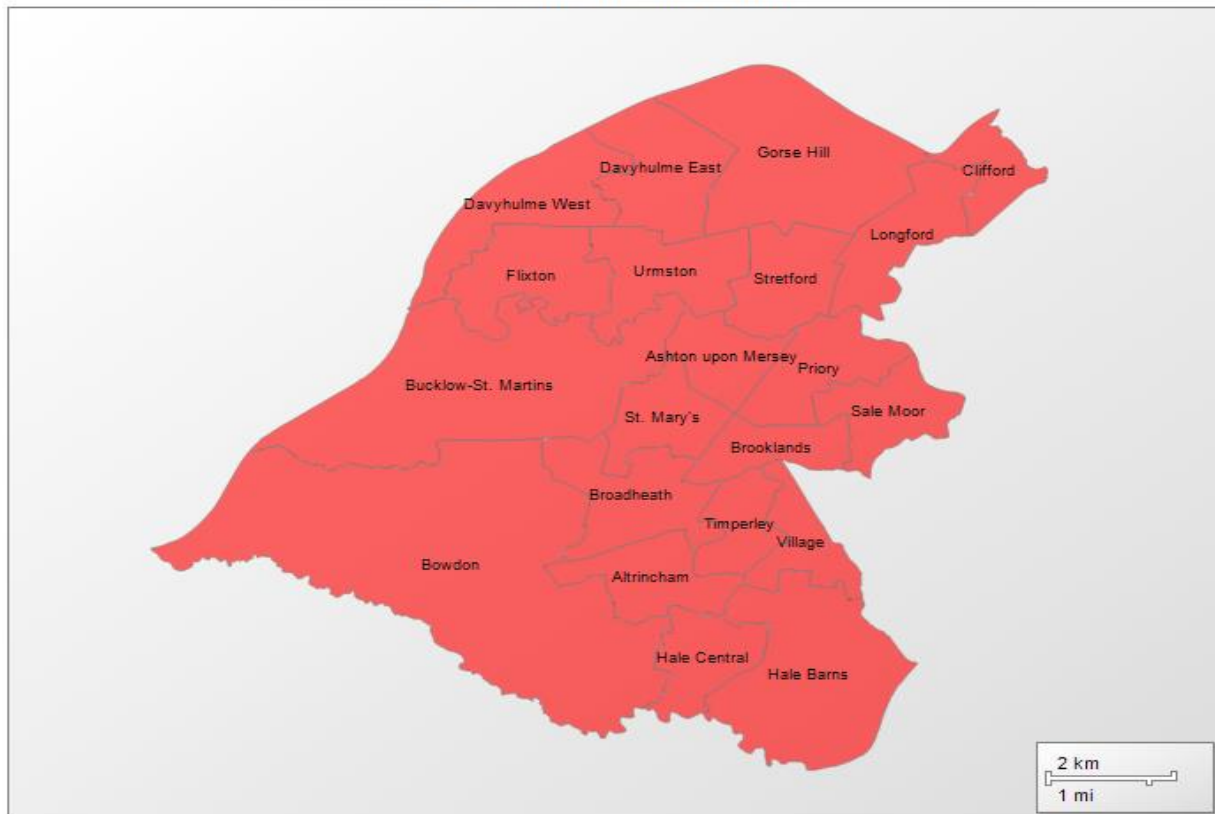 Gorse Hill
Davyhulme East
Clifford
Davyhulme West
Longford
Flixton
Urmston
Stretford
Ashton upon Mersey
Priory
Bucklow-St. Martins
St. Mary's
Sale Moor
Brooklands
Broadheath
Timperley
Village
Bowdon
Altrincham
Hale Central
Hale Barns
2 km
1 mi